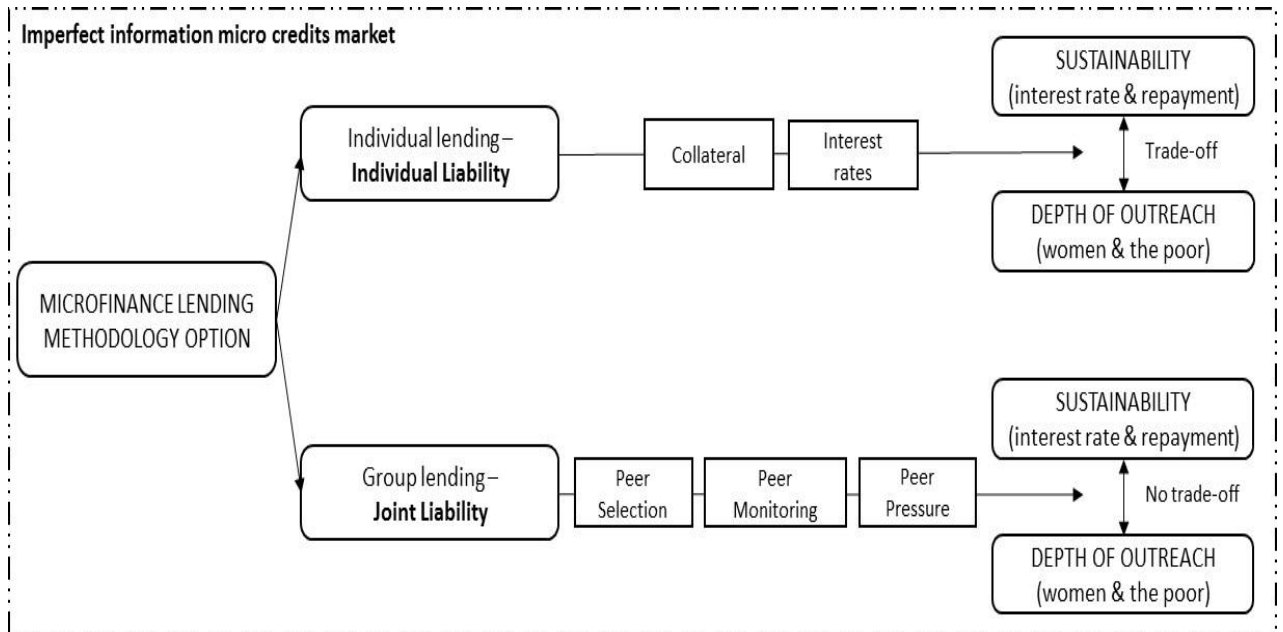 Imperfect information micro credits market
SUSTAINABILITY
(interest rate & repayment)
Individual lending –
Individual Liability
Collateral
Interest
rates
Trade-off
DEPTH OF OUTREACH
(women & the poor)
MICROFINANCE LENDING
METHODOLOGY OPTION
SUSTAINABILITY
(interest rate & repayment)
Group lending –
Joint Liability
Peer
Selection
Peer
Monitoring
Peer
Pressure
No trade-off
DEPTH OF OUTREACH
(women & the poor)